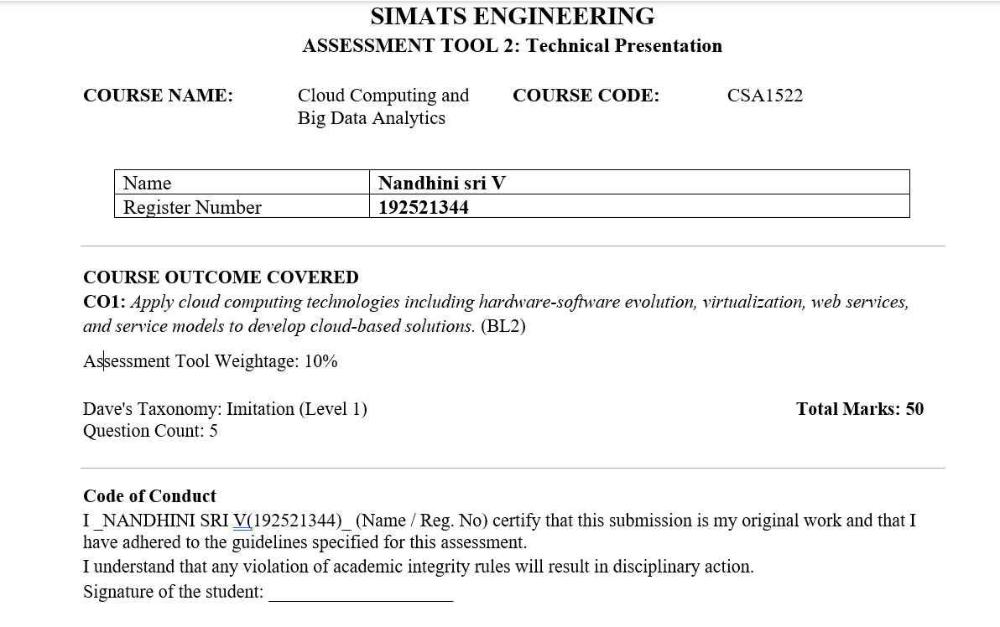 SIMATS ENGINEERING
ASSESSMENT TOOL 2: Technical Presentation
COURSE NAME: Cloud Computing and Big Data Analytics COURSE CODE: CSA1522
Name Nandhini sri V
Register Number 192521344
COURSE OUTCOME COVERED
CO1: Apply cloud computing technologies including hardware-software evolution, virtualization, web services,
and service models to develop cloud-based solutions. (BL2)
Assessment Tool Weightage: 10%
Dave's Taxonomy: Imitation (Level 1) Total Marks: 50
Question Count: 5
Code of Conduct
I _NANDHINI SRI V(192521344)_ (Name / Reg. No) certify that this submission is my original work and that I
have adhered to the guidelines specified for this assessment.
I understand that any violation of academic integrity rules will result in disciplinary action.
Signature of the student: ____________________